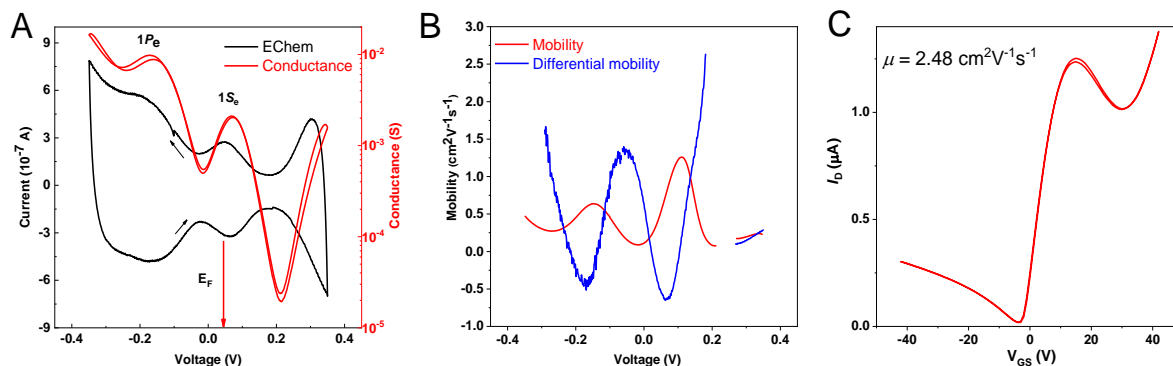 A
1Pe
EChem
Conductance
1Se
EF
9
6
3
0
-3
-6
-9
Current (10-7 A)
10-2
10-3
10-4
10-5
Conductance (S)
-0.4
-0.2
0.0
0.2
0.4
Voltage (V)
B
Mobility
Differential mobility
3.0
2.5
2.0
1.5
1.0
0.5
0.0
-0.5
-1.0
Mobility (cm2V-1s-1)
-0.4
-0.2
0.0
0.2
0.4
Voltage (V)
C
μ = 2.48 cm2V-1s-1
1.0
0.5
0.0
ID (μA)
-40
-20
0
20
40
VGS (V)